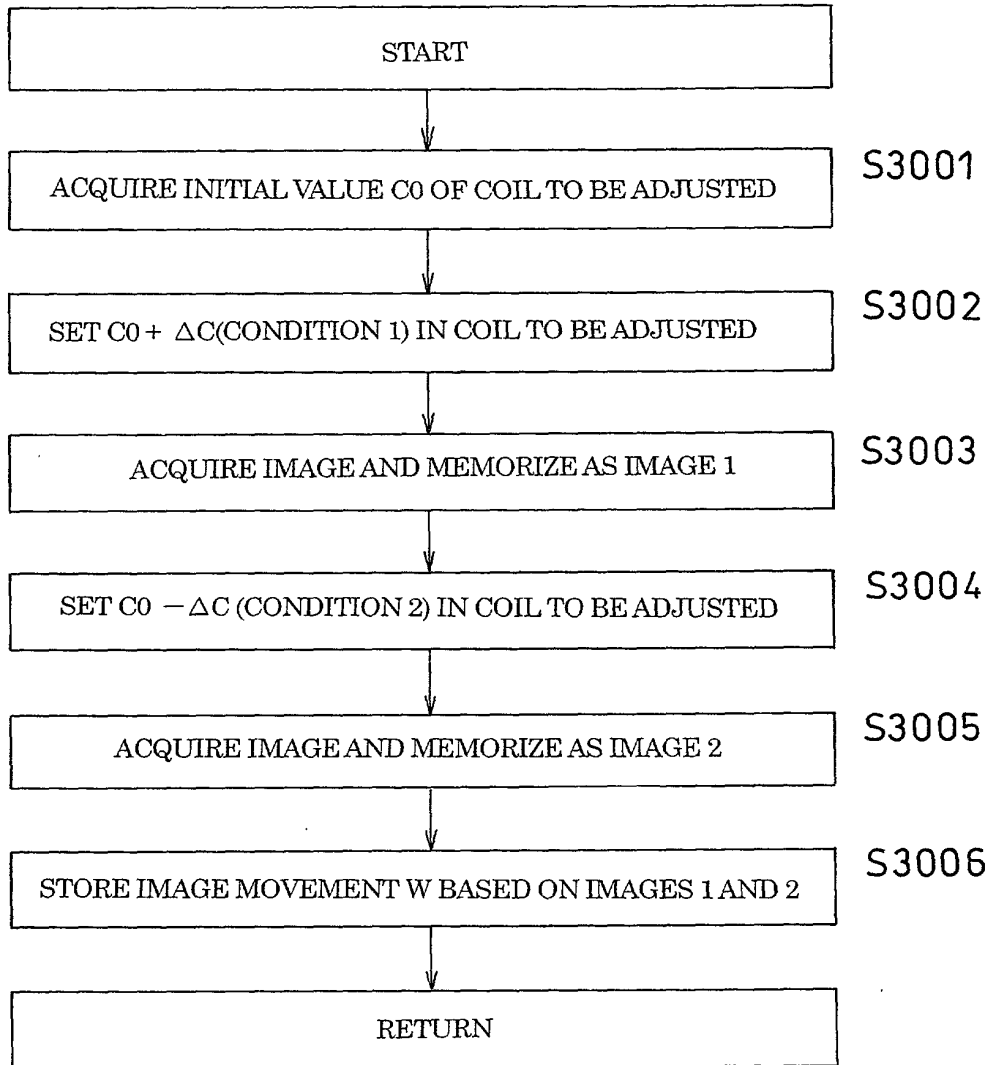 START
ACQUIRE INITIAL VALUE C0 OF COIL TO BE ADJUSTED
S3001
SET C0 + ΔC(CONDITION 1) IN COIL TO BE ADJUSTED
S3002
ACQUIRE IMAGE AND MEMORIZE AS IMAGE 1
S3003
SET C0 −ΔC (CONDITION 2) IN COIL TO BE ADJUSTED
S3004
ACQUIRE IMAGE AND MEMORIZE AS IMAGE 2
S3005
STORE IMAGE MOVEMENT W BASED ON IMAGES 1 AND 2
S3006
RETURN